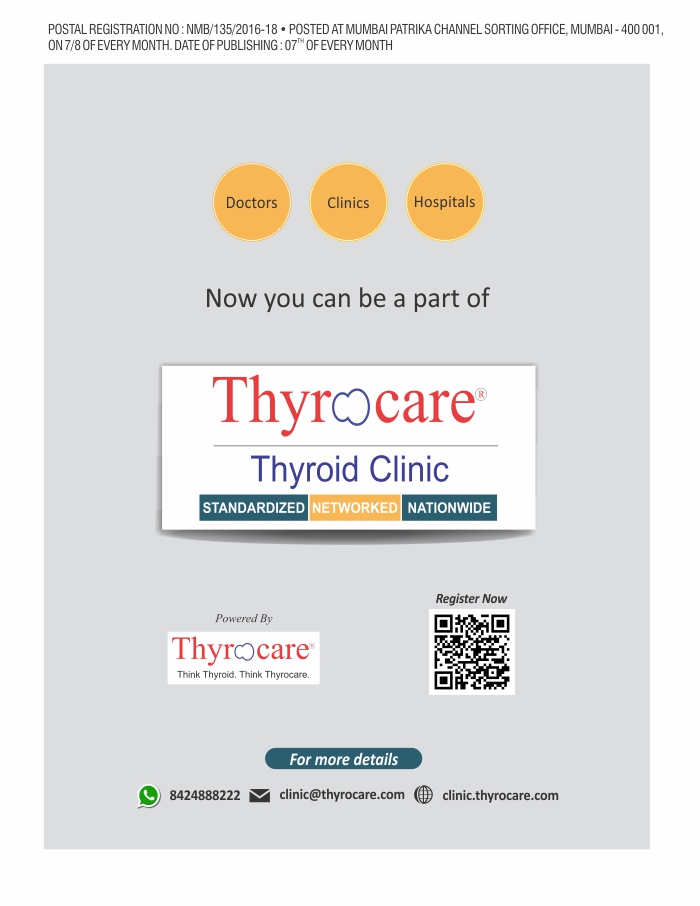 POSTAL REGISTRATION NO : NMB/135/2016-18 • POSTED AT MUMBAI PATRIKA CHANNEL SORTING OFFICE, MUMBAI - 400 001,
ON 7/8 OF EVERY MONTH. DATE OF PUBLISHING : 07TH OF EVERY MONTH
Doctors Clinics Hospitals
Now you can be a part of
Thyrocare®
Thyroid Clinic
STANDARDIZED NETWORKED NATIONWIDE
Register Now
Powered By
Thyrocare®
Think Thyroid. Think Thyrocare.
For more details
8424888222 clinic@thyrocare.com clinic.thyrocare.com